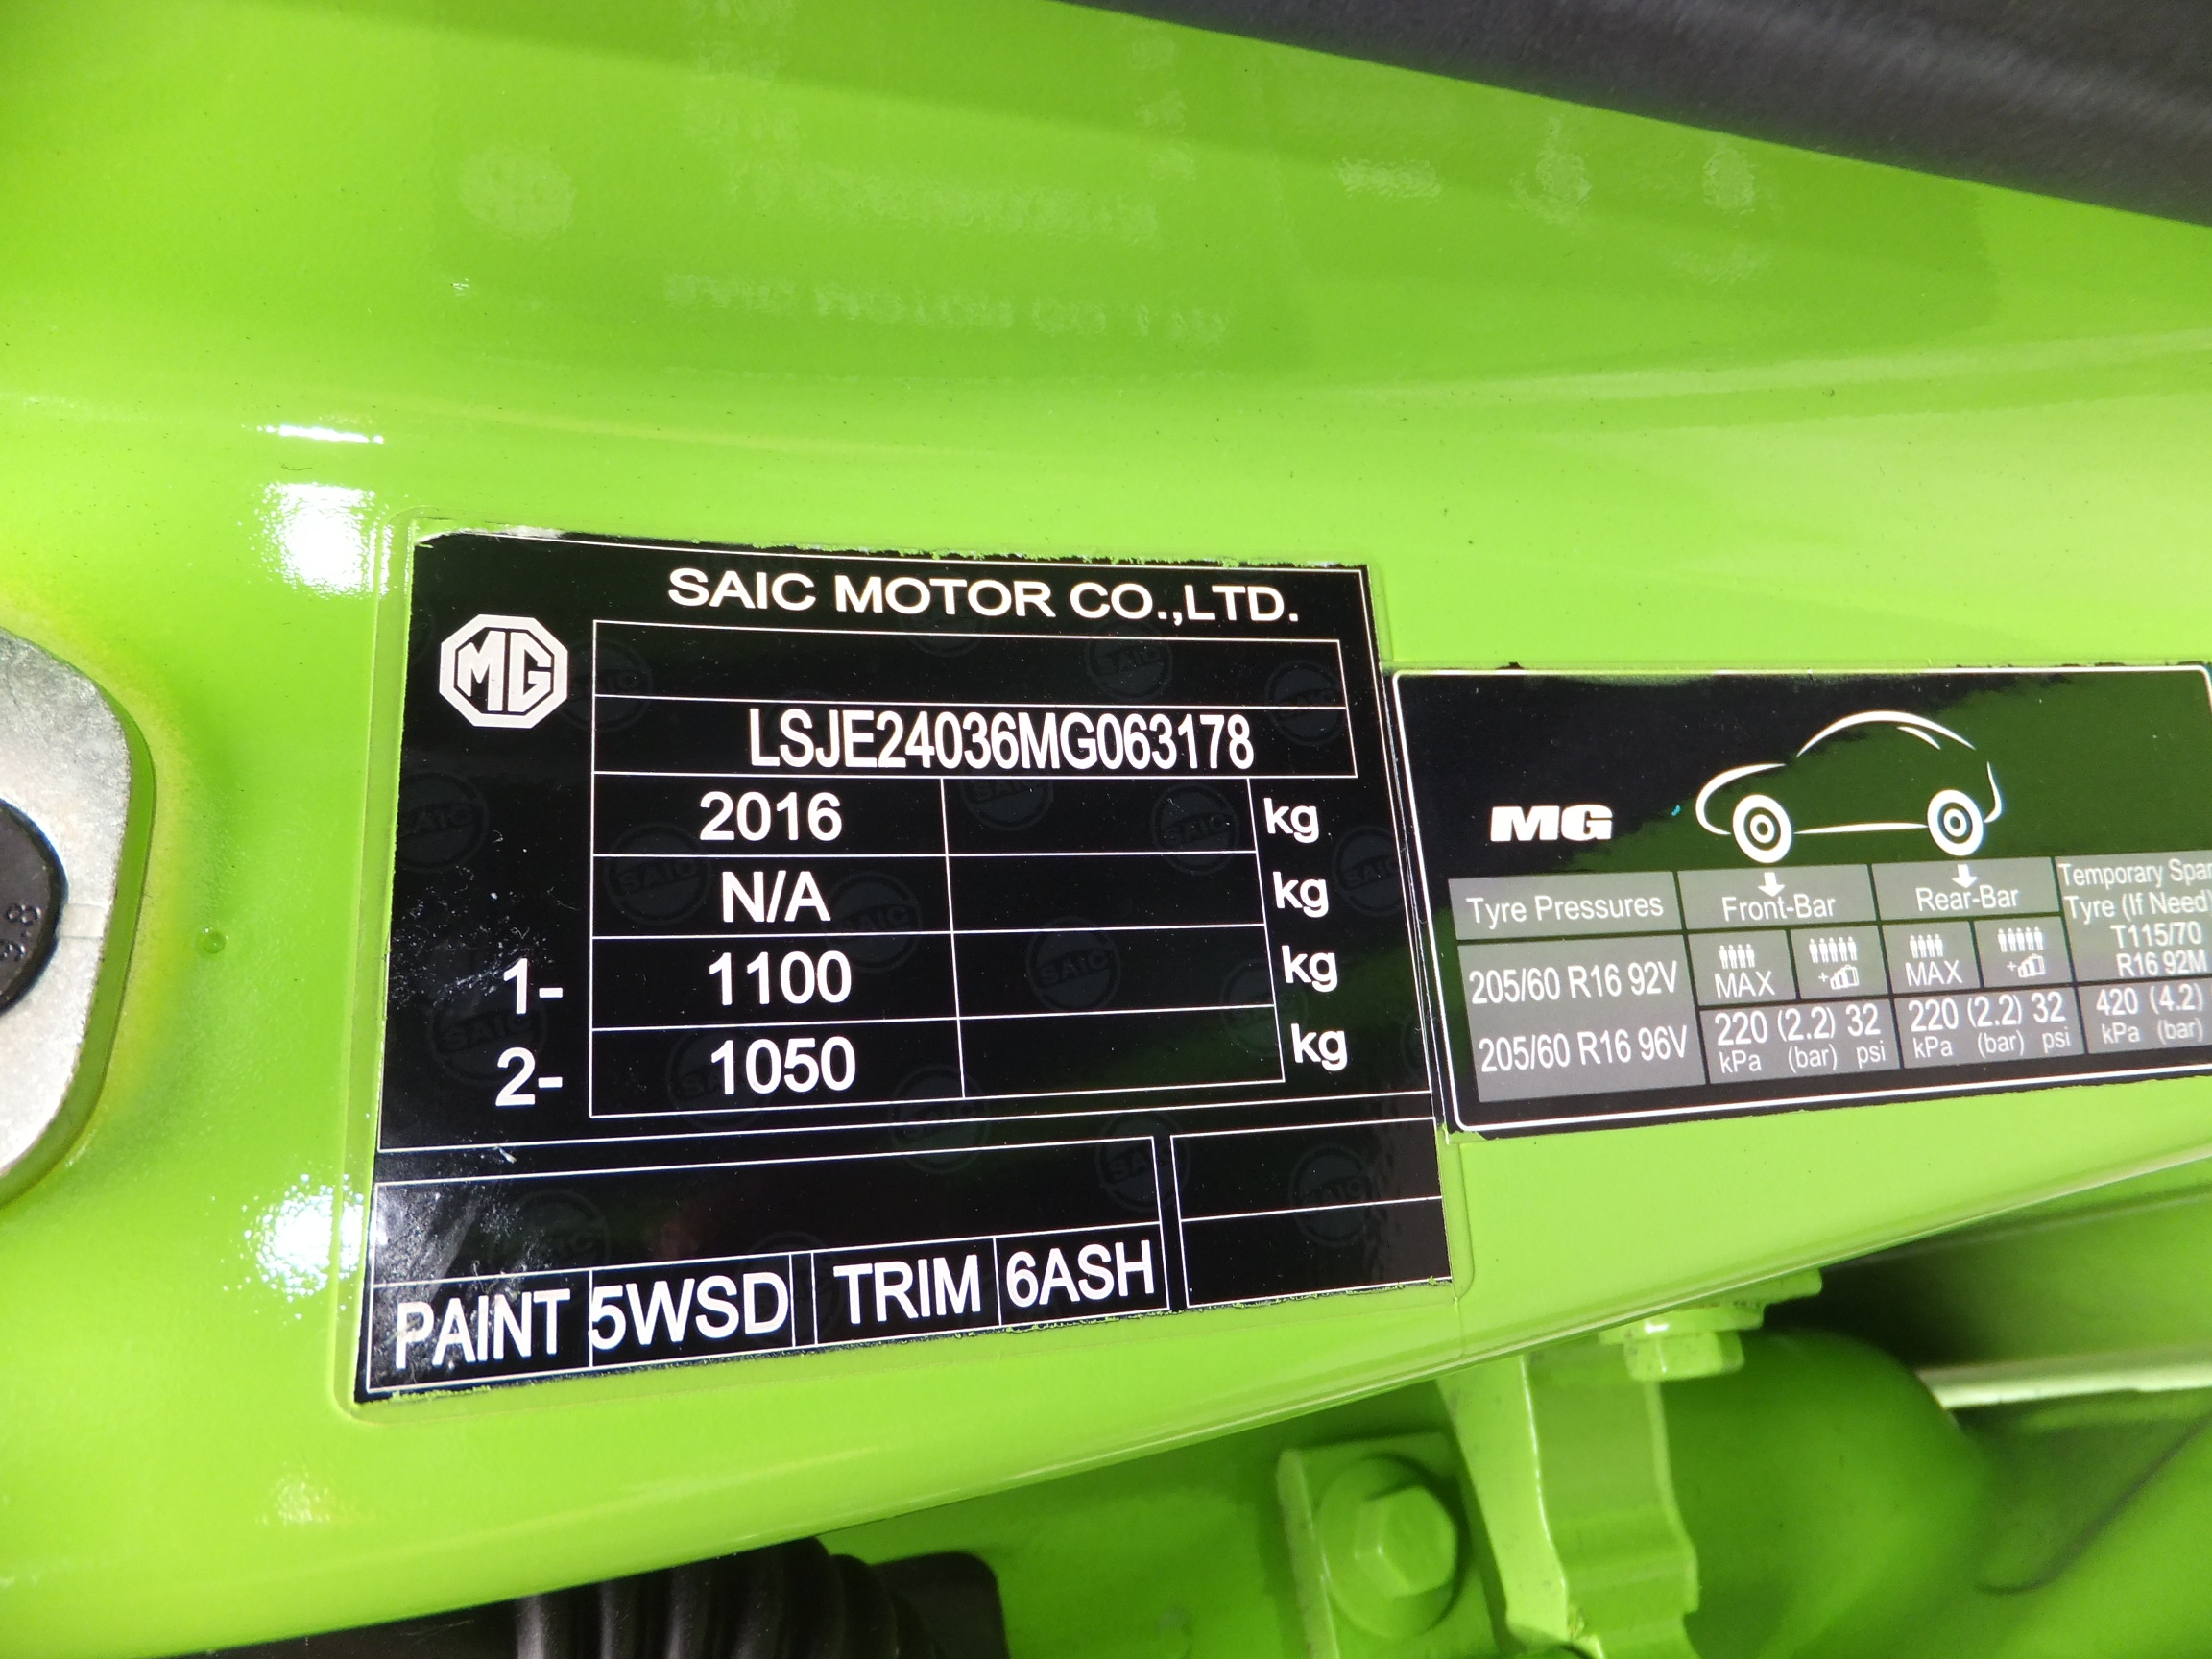 SAIC MOTOR CO.,LTD.
MG
LSJE24036MG063178
2016 kg
N/A kg
1- 1100 kg
2- 1050 kg
PAINT 5WSD TRIM 6ASH
MG
Tyre Pressures Front-Bar Rear-Bar
Temporary Spar
Tyre (If Need
MAX + MAX +
T115/70
R16 92M
205/60 R16 92V
205/60 R16 96V
220 (2.2) 32 220 (2.2) 32 420 (4.2)
kPa (bar) psi kPa (bar) psi kPa (bar)